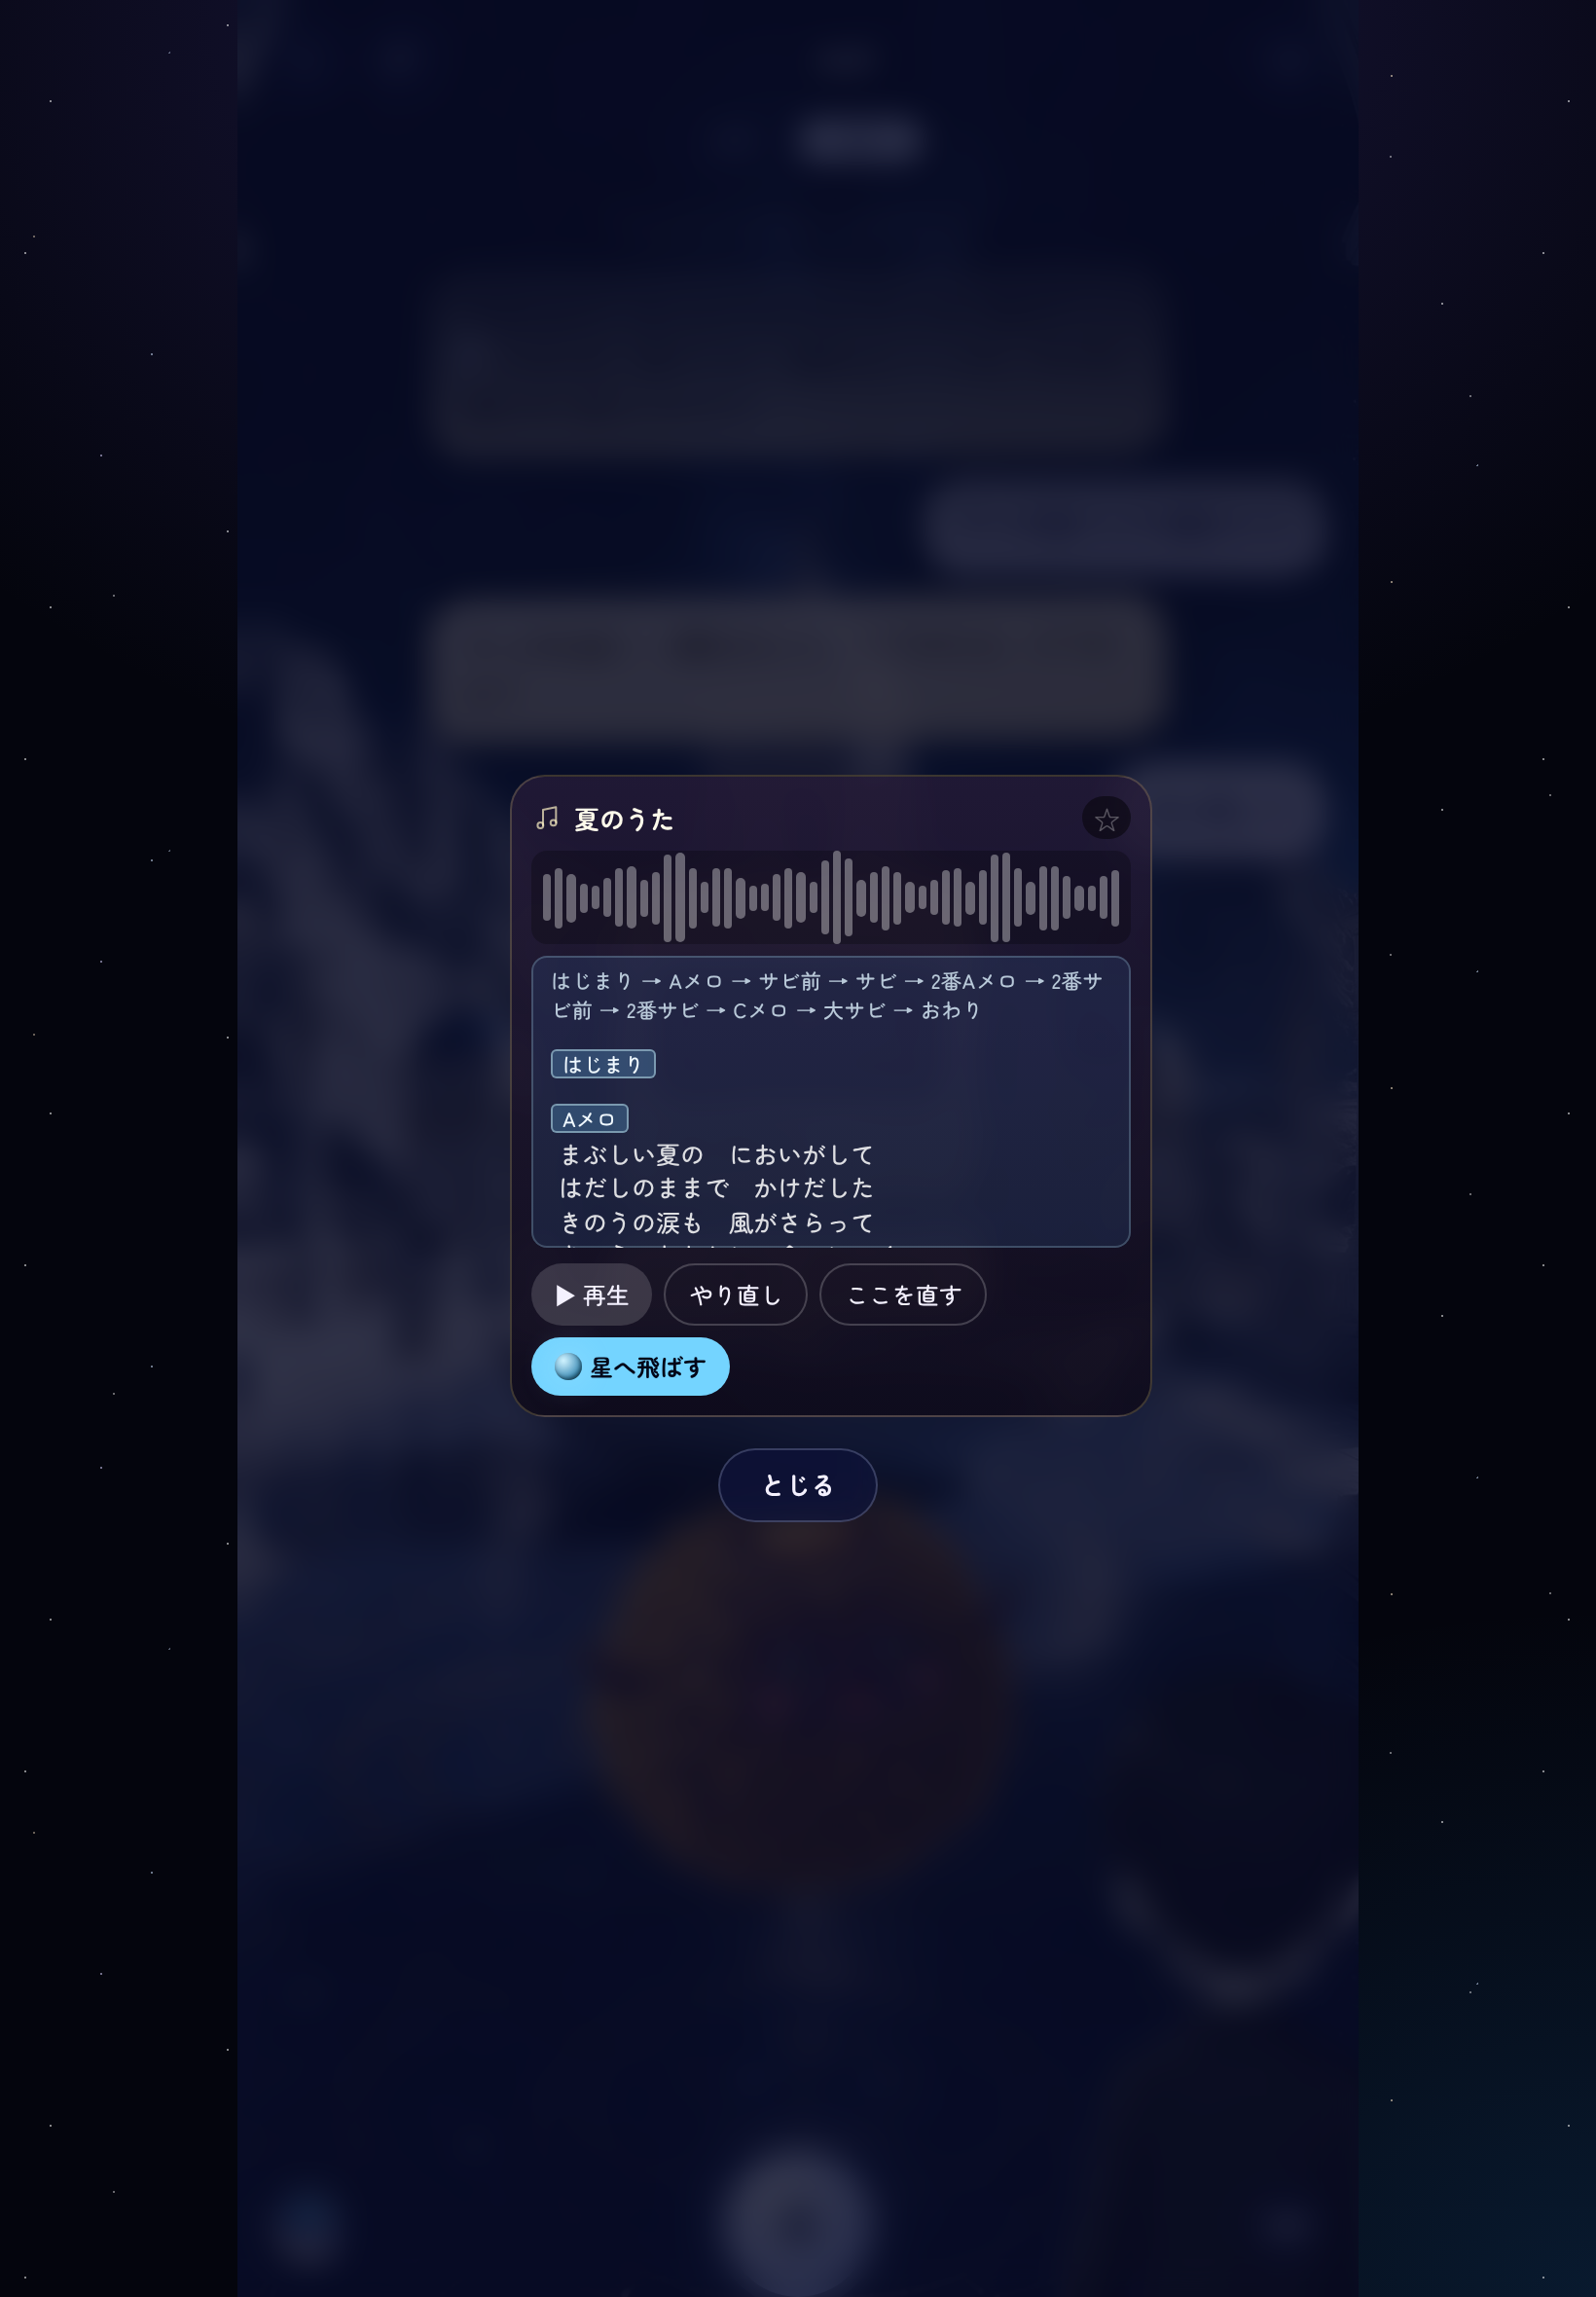 夏のうた
はじまり → Aメロ → サビ前 → サビ → 2番Aメロ → 2番サ
ビ前 → 2番サビ → Cメロ → 大サビ → おわり
はじまり
Aメロ
まぶしい夏の　においがして
はだしのままで　かけだした
きのうの涙も　風がさらって
▶ 再生
やり直し
ここを直す
星へ飛ばす
とじる